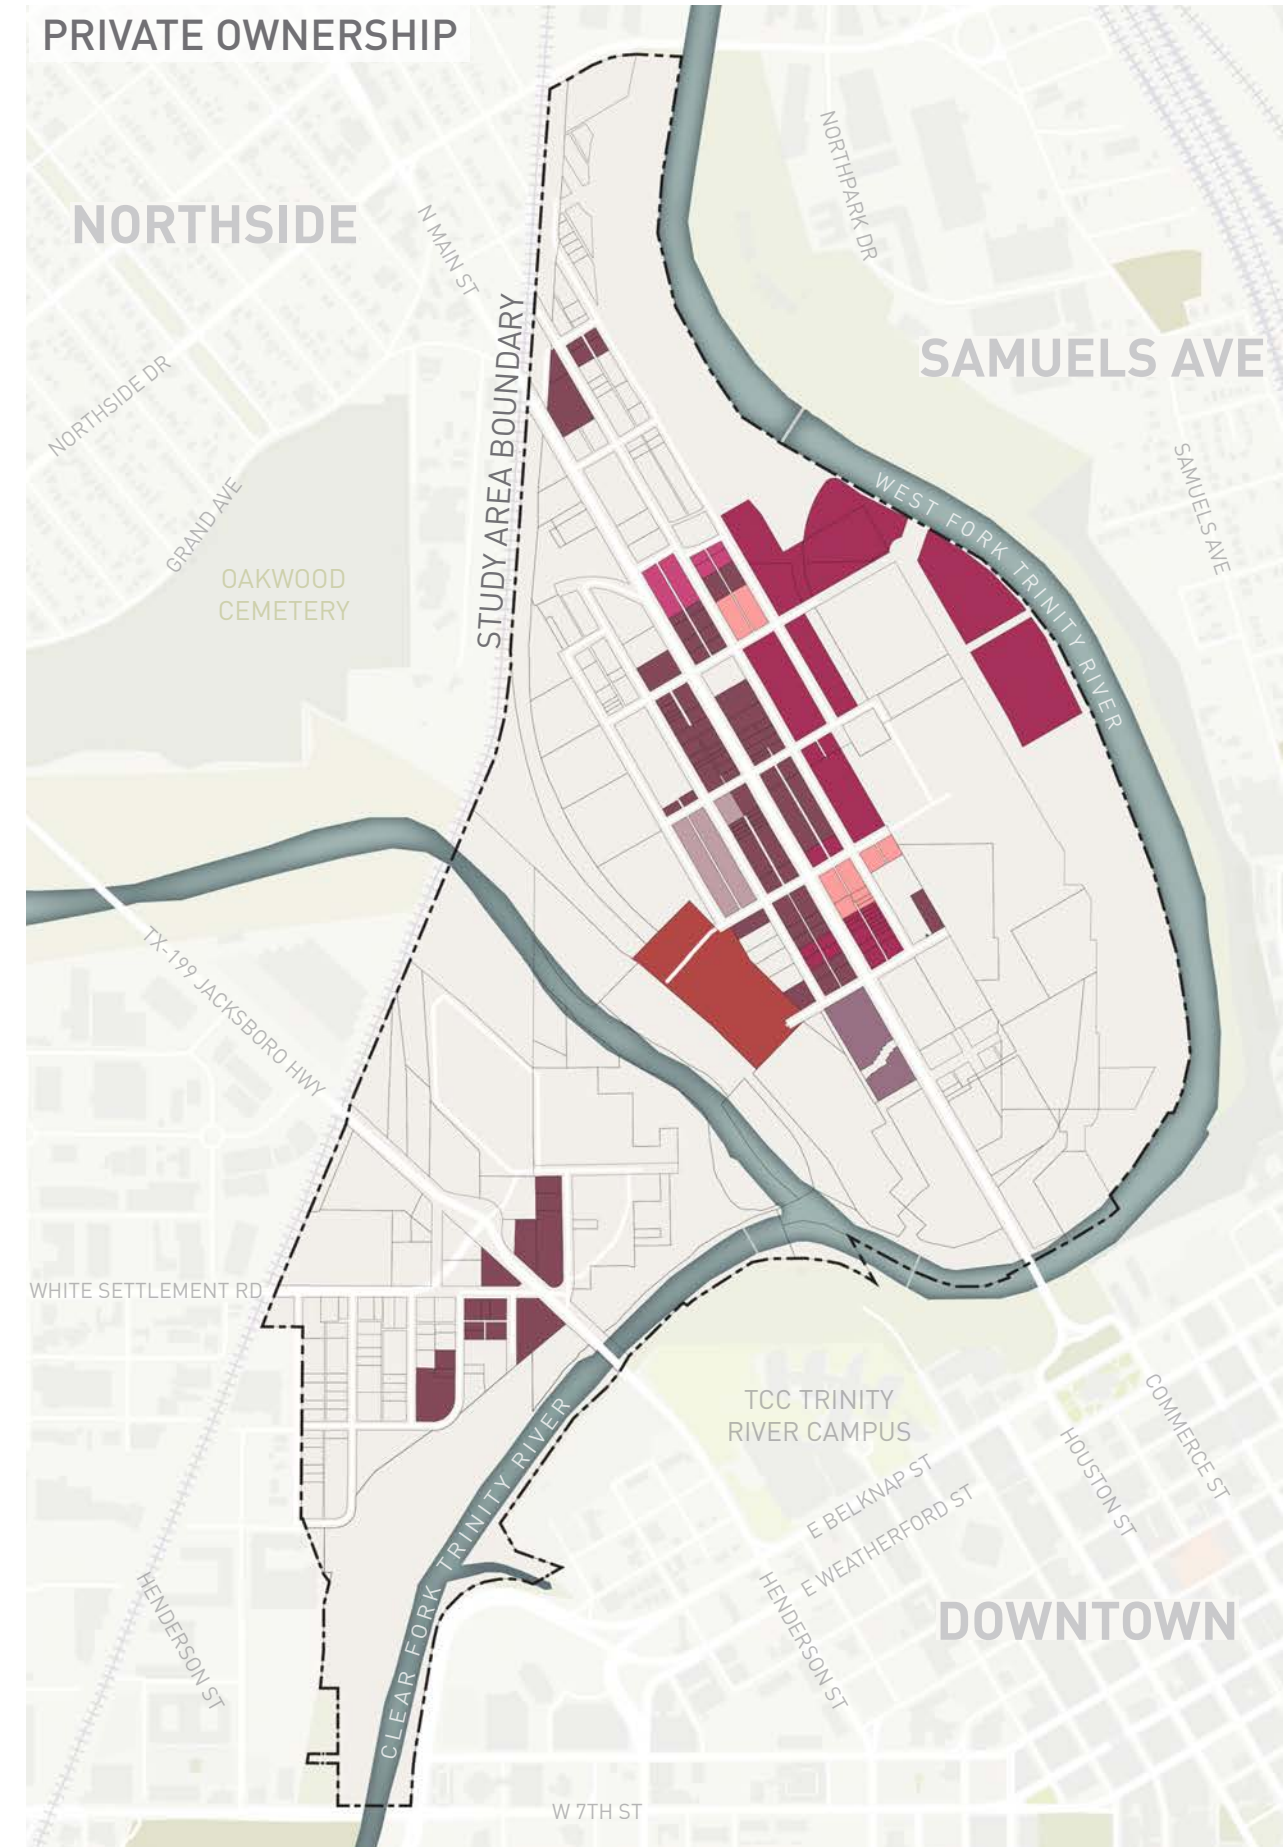 PRIVATE OWNERSHIP
NORTHSIDE
N MAIN ST
NORTHPARK DR
SAMUELS AVE
STUDY AREA BOUNDARY
NORTHSIDE DR
GRAND AVE
SAMUELS AVE
WEST FORK TRINITY RIVER
OAKWOOD
CEMETERY
TX-199 JACKSBORO HWY
WHITE SETTLEMENT RD
TCC TRINITY
RIVER CAMPUS
COMMERCE ST
HOUSTON ST
E BELKNAP ST
E WEATHERFORD ST
CLEAR FORK TRINITY RIVER
HENDERSON ST
HENDERSON ST
DOWNTOWN
W 7TH ST